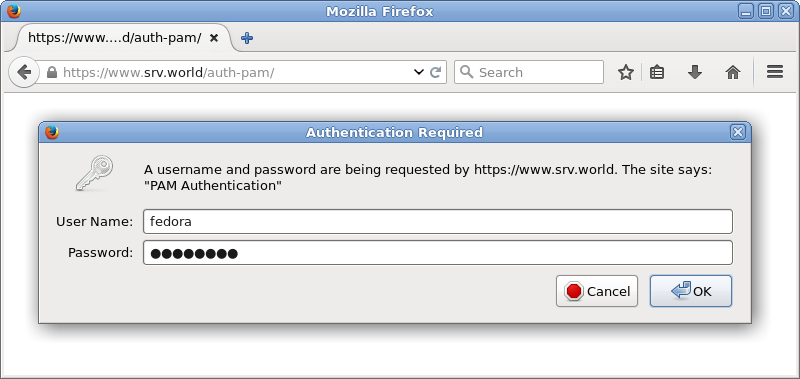 Mozilla Firefox
https://www....d/auth-pam/
https://www.srv.world/auth-pam/
Search
Authentication Required
A username and password are being requested by https://www.srv.world. The site says:
"PAM Authentication"
User Name: fedora
Password: ●●●●●●●●
Cancel OK